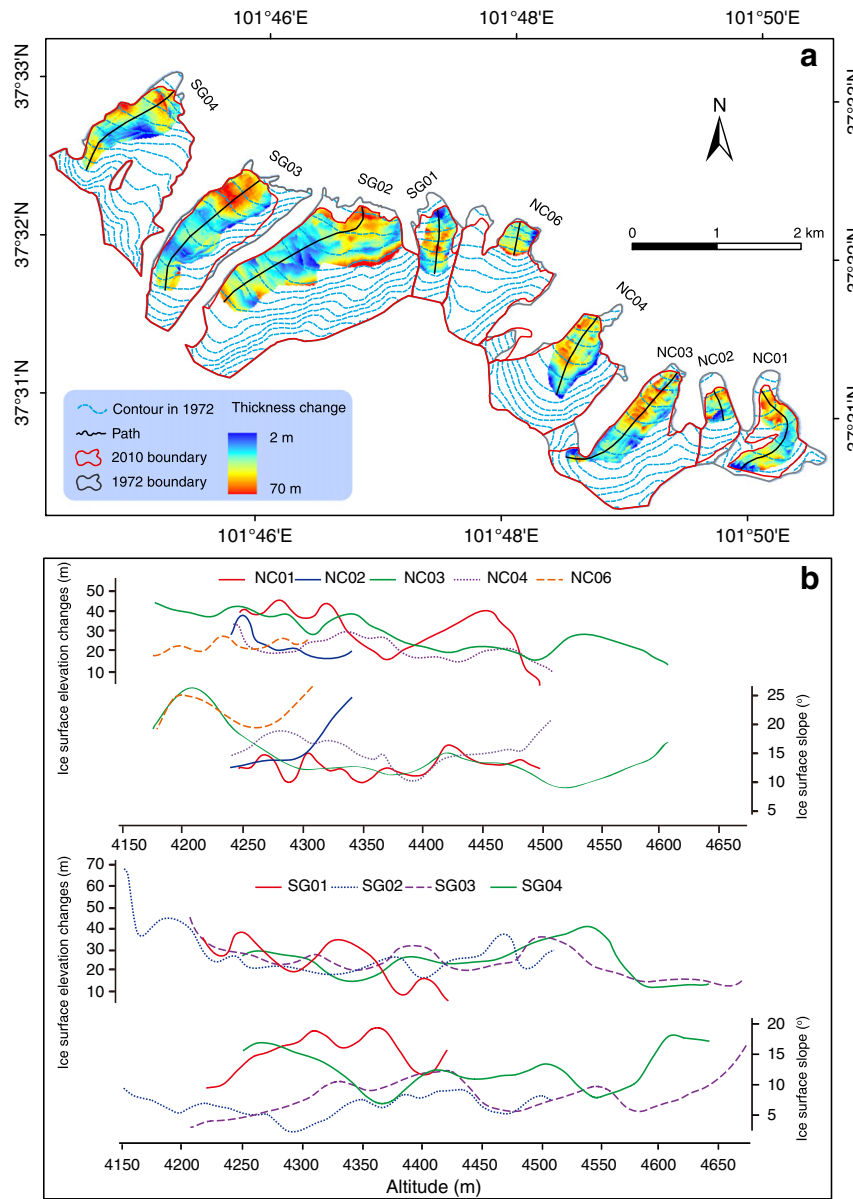 101°46'E 101°48'E 101°50'E
a
37°33'N
37°32'N
37°31'N
SG04
SG03
SG02
SG01
NC06
NC04
NC03
NC02
NC01
N
0 1 2 km
Contour in 1972
Path
2010 boundary
1972 boundary
Thickness change
2 m
70 m
37°32'N
37°31'N
101°46'E 101°48'E 101°50'E
b
NC01 NC02 NC03 NC04 NC06
Ice surface elevation changes (m)
50
40
30
20
10
Ice surface slope (°)
25
20
15
10
5
4150 4200 4250 4300 4350 4400 4450 4500 4550 4600 4650
SG01 SG02 SG03 SG04
Ice surface elevation changes (m)
70
60
50
40
30
20
10
Ice surface slope (°)
20
15
10
5
4150 4200 4250 4300 4350 4400 4450 4500 4550 4600 4650
Altitude (m)